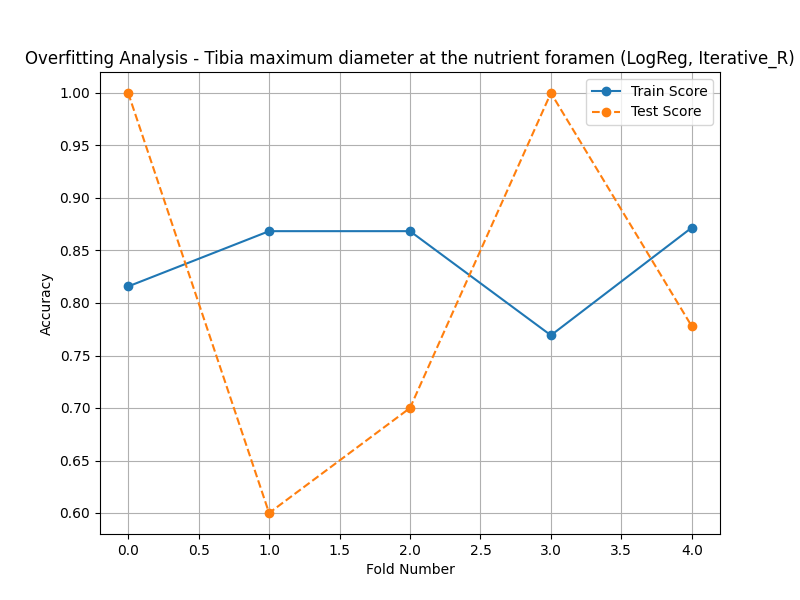 Overfitting Analysis - Tibia maximum diameter at the nutrient foramen (LogReg, Iterative_R)
Train Score
Test Score
1.00
0.95
0.90
0.85
0.80
0.75
0.70
0.65
0.60
Accuracy
0.0 0.5 1.0 1.5 2.0 2.5 3.0 3.5 4.0
Fold Number